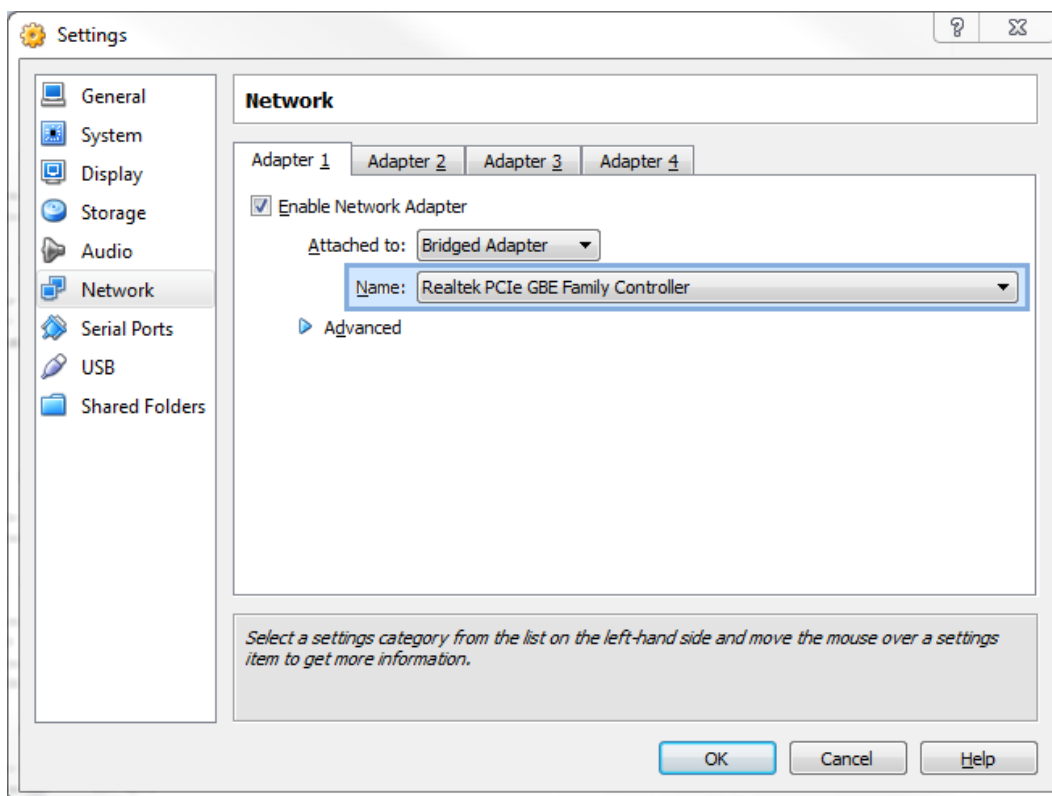 Settings
General
System
Display
Storage
Audio
Network
Serial Ports
USB
Shared Folders
Network
Adapter 1 Adapter 2 Adapter 3 Adapter 4
Enable Network Adapter
Attached to: Bridged Adapter
Name: Realtek PCIe GBE Family Controller
Advanced
Select a settings category from the list on the left-hand side and move the mouse over a settings
item to get more information.
OK Cancel Help